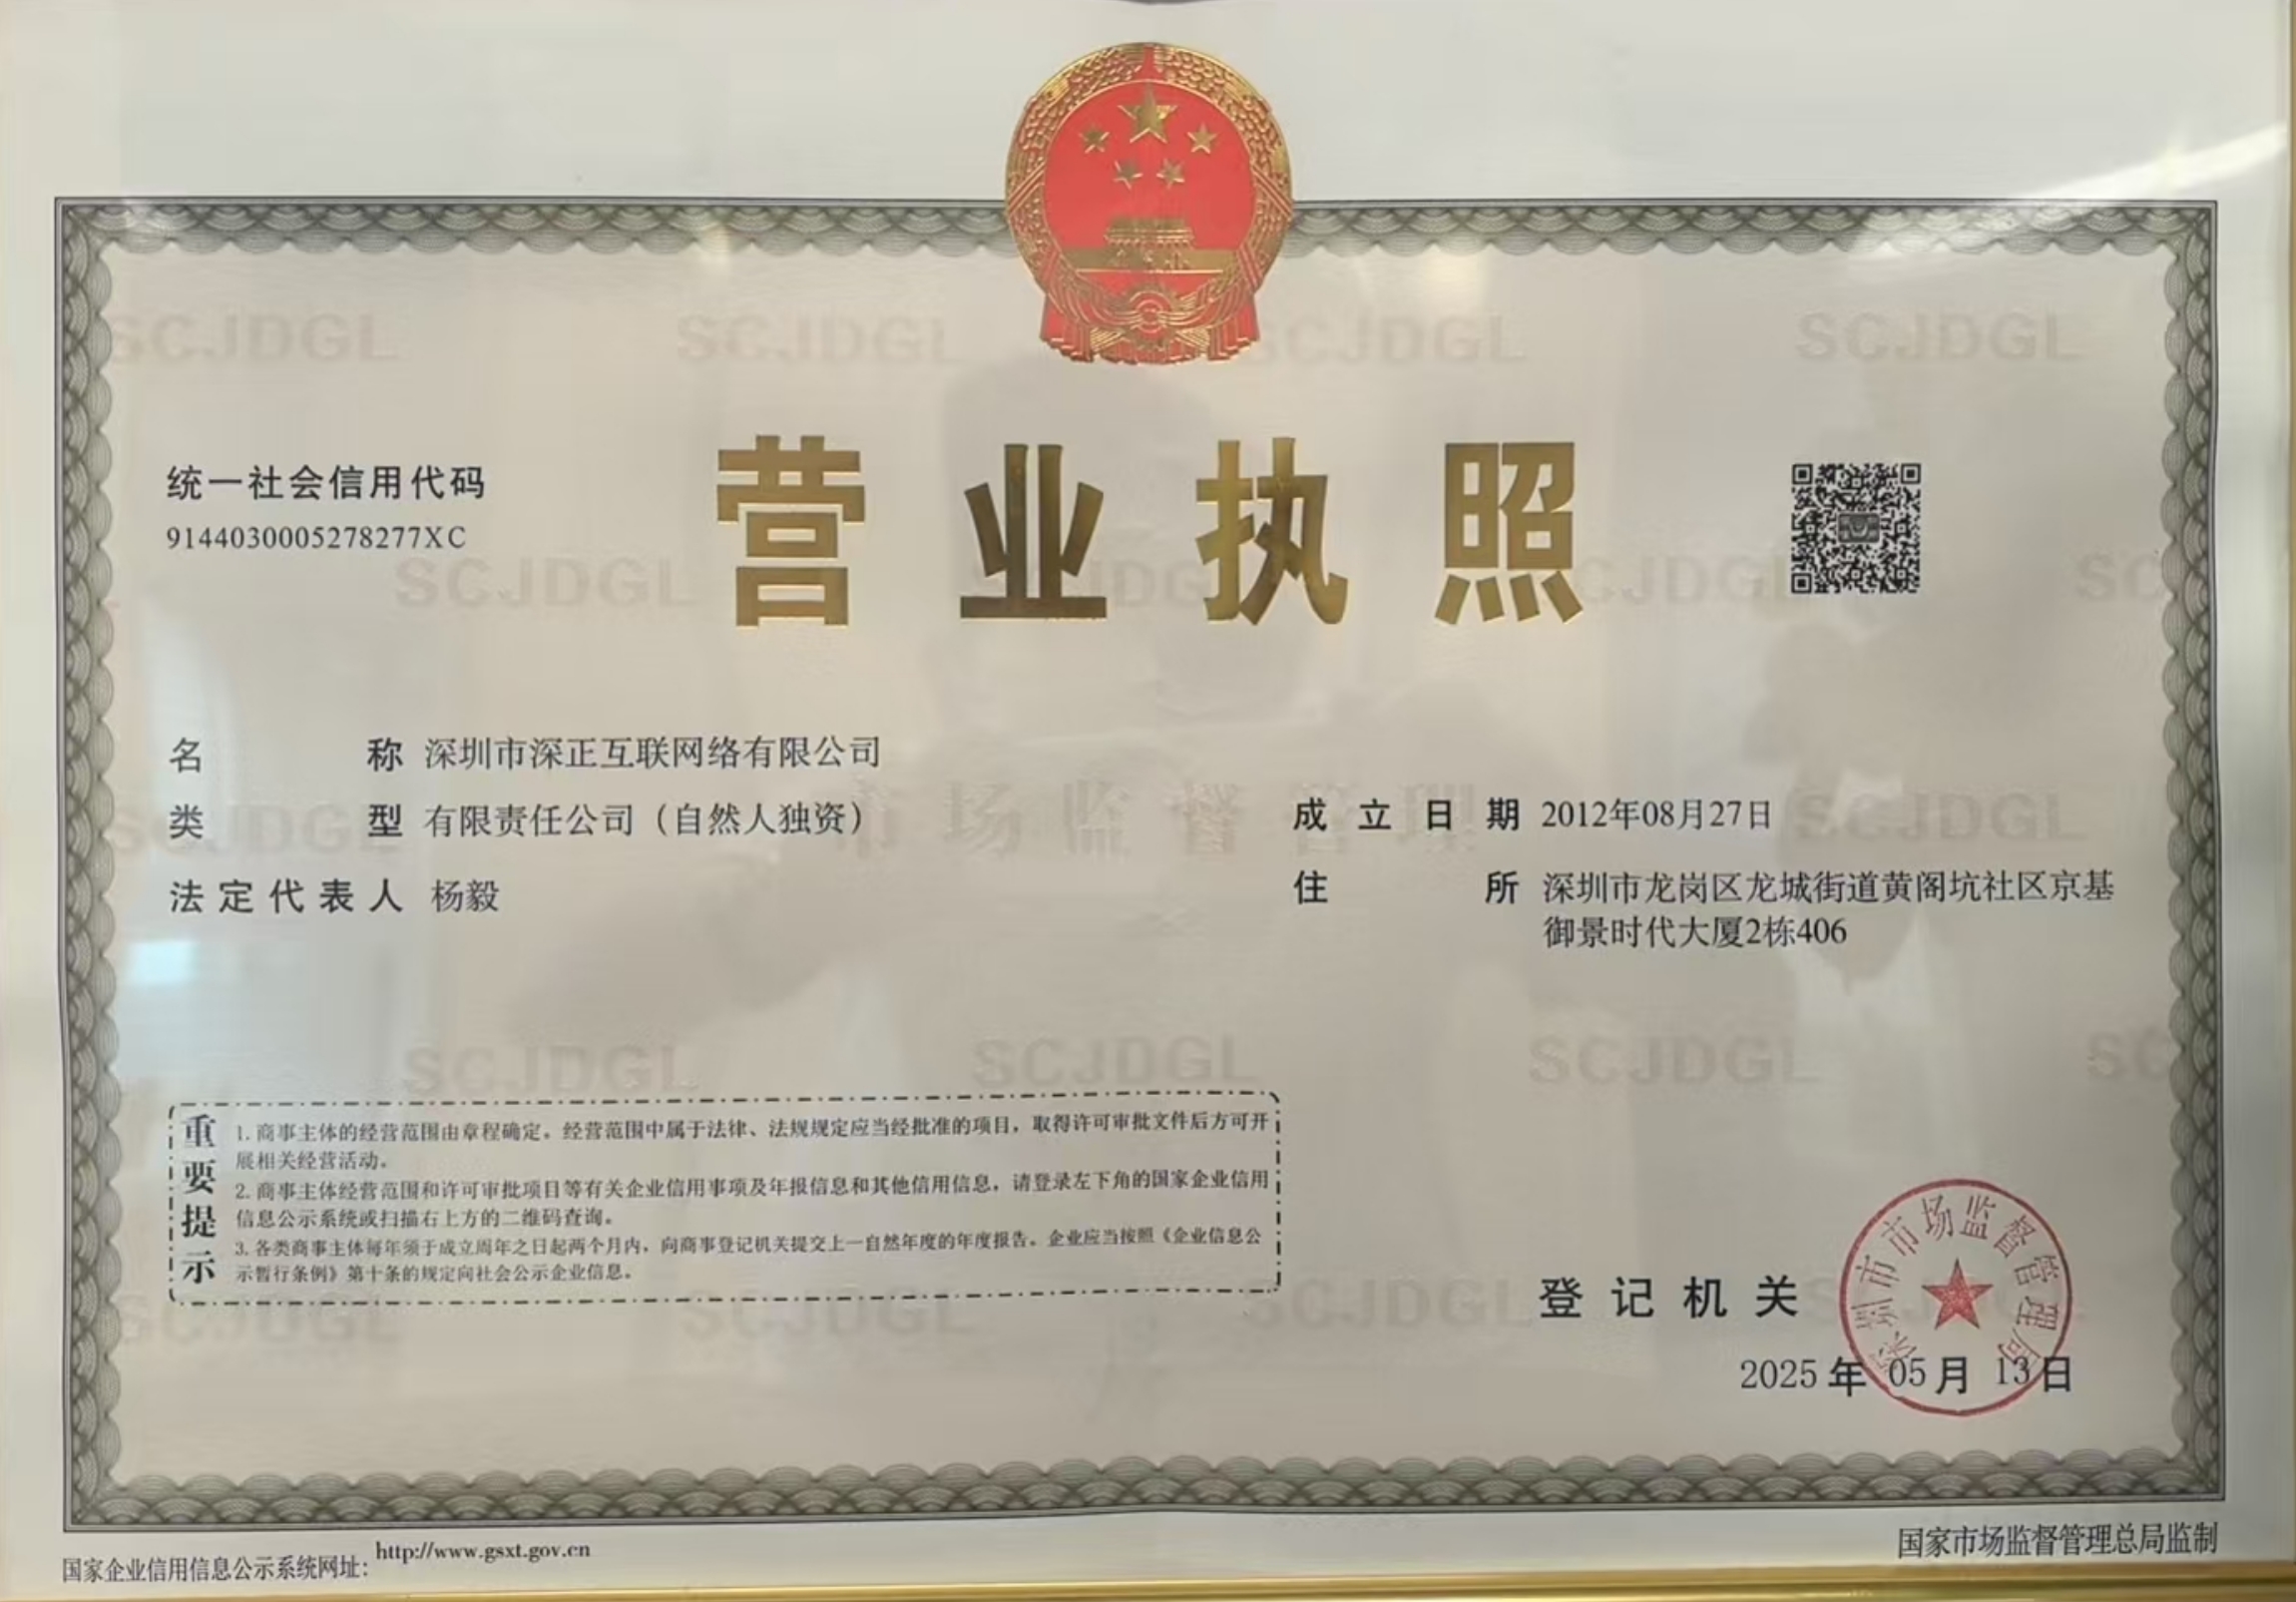 统一社会信用代码
9144030005278277XC
营业执照
名称 深圳市深正互联网络有限公司
类型 有限责任公司（自然人独资）
法定代表人 杨毅
成立日期 2012年08月27日
住所 深圳市龙岗区龙城街道黄阁坑社区京基
御景时代大厦2栋406
重要提示
1. 商事主体的经营范围由章程确定。经营范围中属于法律、法规规定应当经批准的项目，取得许可审批文件后方可开
展相关经营活动。
2. 商事主体经营范围和许可审批项目等有关企业信用事项及年报信息和其他信用信息，请登录左下角的国家企业信用
信息公示系统或扫描右上方的二维码查询。
3. 各类商事主体每年须于成立周年之日起两个月内，向商事登记机关提交上一自然年度的年度报告。企业应当按照《企业信息公
示暂行条例》第十条的规定向社会公示企业信息。
登记机关
深圳市市场监督管理局
2025年05月13日
国家企业信用信息公示系统网址: http://www.gsxt.gov.cn
国家市场监督管理总局监制
SCJDGL
市场监督管理